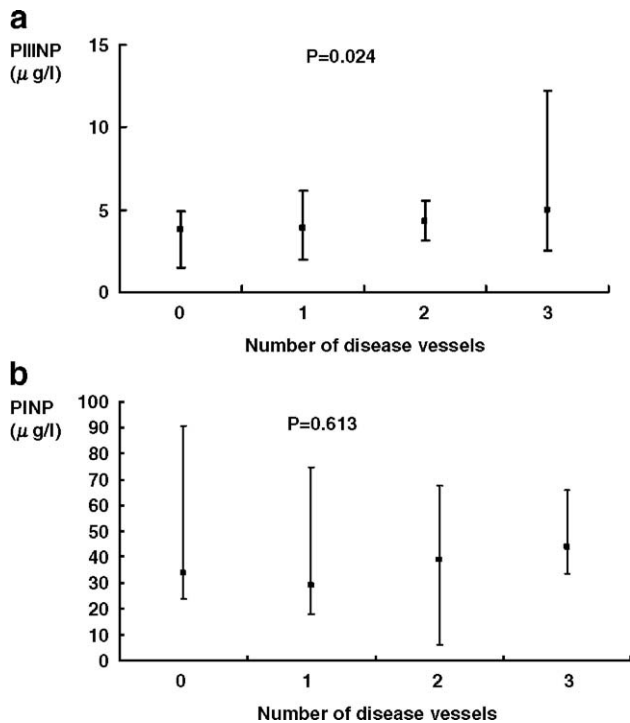 a
PIIINP
(μ g/l)
P=0.024
15
10
5
0
0 1 2 3
Number of disease vessels
b
PINP
(μ g/l)
P=0.613
100
90
80
70
60
50
40
30
20
10
0
0 1 2 3
Number of disease vessels